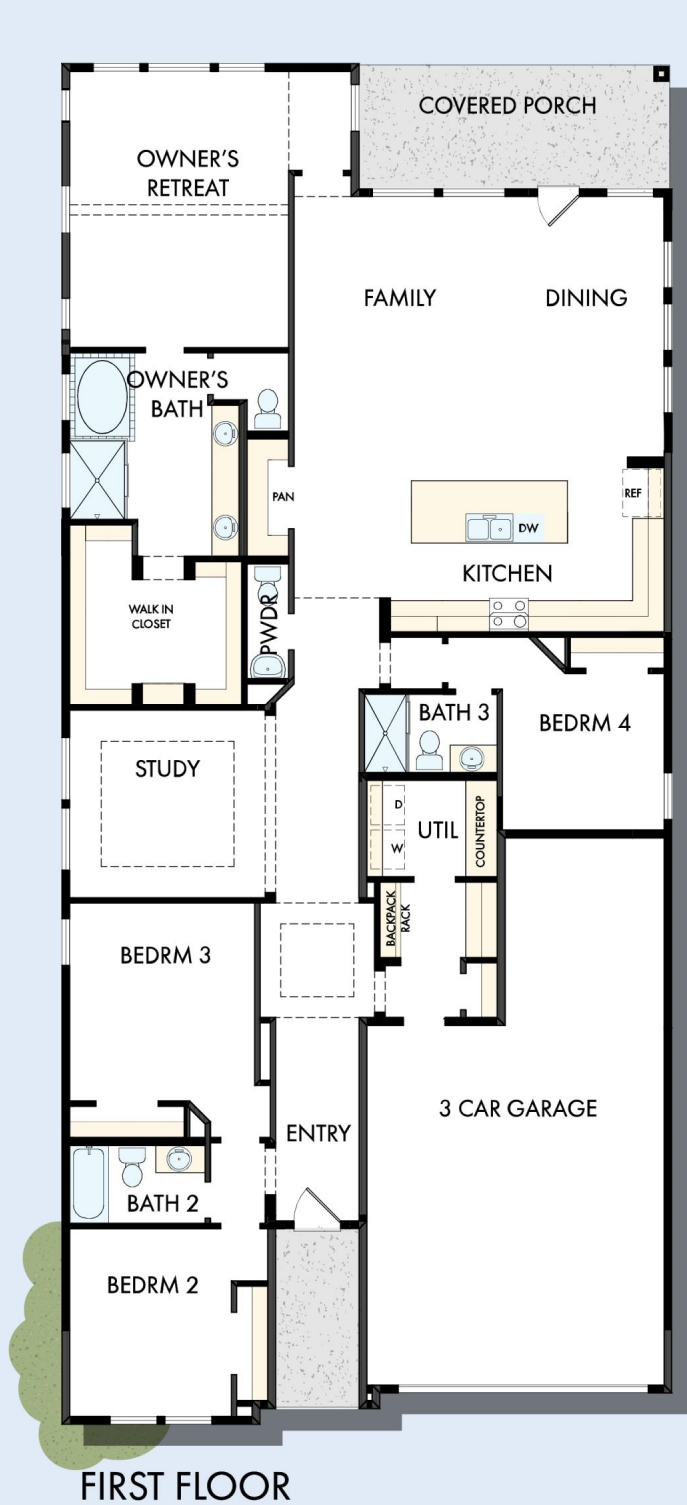 COVERED PORCH
OWNER'S
RETREAT
FAMILY
DINING
OWNER'S
BATH
PAN
REF
DW
KITCHEN
WALK IN
CLOSET
PWDR
BATH 3
BEDRM 4
STUDY
D
W
UTIL
COUNTERTOP
BACKPACK
RACK
BEDRM 3
3 CAR GARAGE
ENTRY
BATH 2
BEDRM 2
FIRST FLOOR